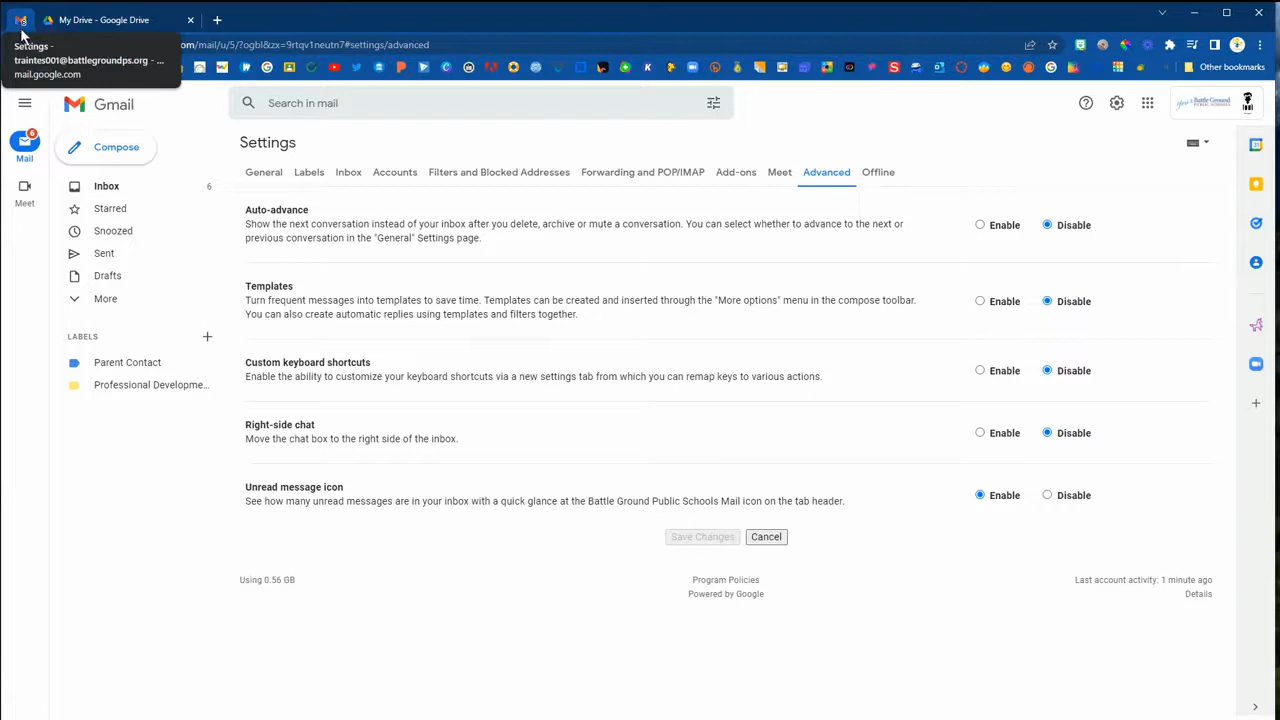 My Drive - Google Drive
Settings -
traintes001@battlegroundps.org - ...
mail.google.com
om/mail/u/5/?ogbl&zx=9rtqv1neutn7#settings/advanced
Other bookmarks
Gmail
Search in mail
6
Mail
Meet
Compose
Inbox 6
Starred
Snoozed
Sent
Drafts
More
LABELS
Parent Contact
Professional Developme...
Settings
General Labels Inbox Accounts Filters and Blocked Addresses Forwarding and POP/IMAP Add-ons Meet Advanced Offline
Auto-advance
Show the next conversation instead of your inbox after you delete, archive or mute a conversation. You can select whether to advance to the next or
previous conversation in the "General" Settings page.
Enable Disable
Templates
Turn frequent messages into templates to save time. Templates can be created and inserted through the "More options" menu in the compose toolbar.
You can also create automatic replies using templates and filters together.
Enable Disable
Custom keyboard shortcuts
Enable the ability to customize your keyboard shortcuts via a new settings tab from which you can remap keys to various actions.
Enable Disable
Right-side chat
Move the chat box to the right side of the inbox.
Enable Disable
Unread message icon
See how many unread messages are in your inbox with a quick glance at the Battle Ground Public Schools Mail icon on the tab header.
Enable Disable
Save Changes Cancel
Using 0.56 GB
Program Policies
Powered by Google
Last account activity: 1 minute ago
Details
Battle Ground
PUBLIC SCHOOLS